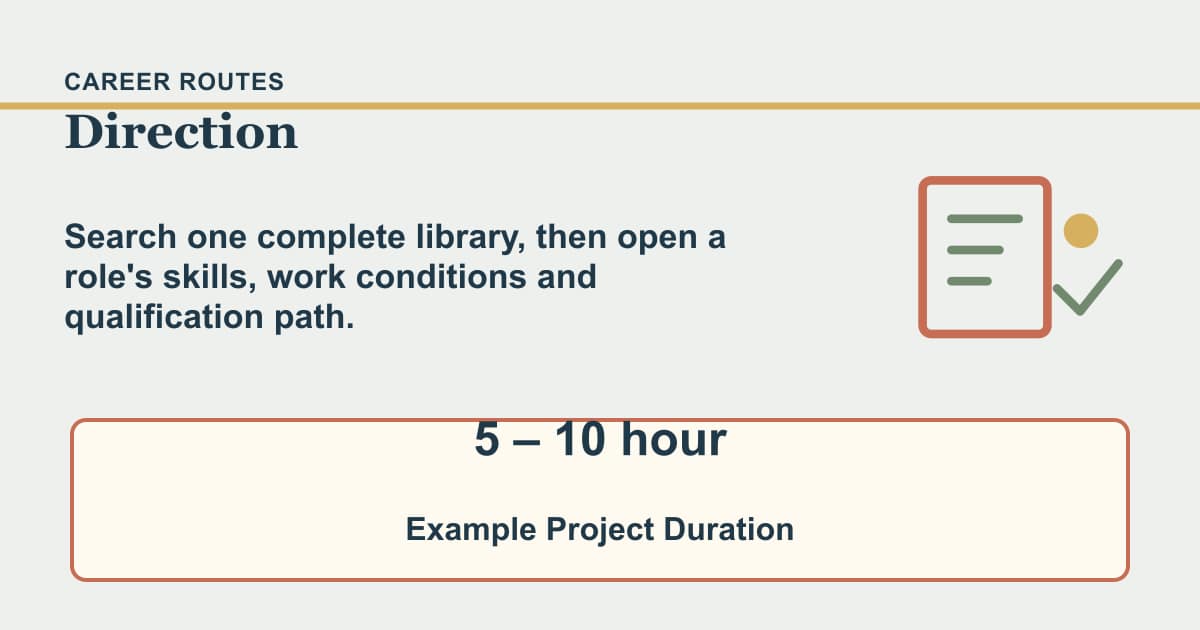 CAREER ROUTES
Direction
Search one complete library, then open a
role's skills, work conditions and
qualification path.
5 – 10 hour
Example Project Duration